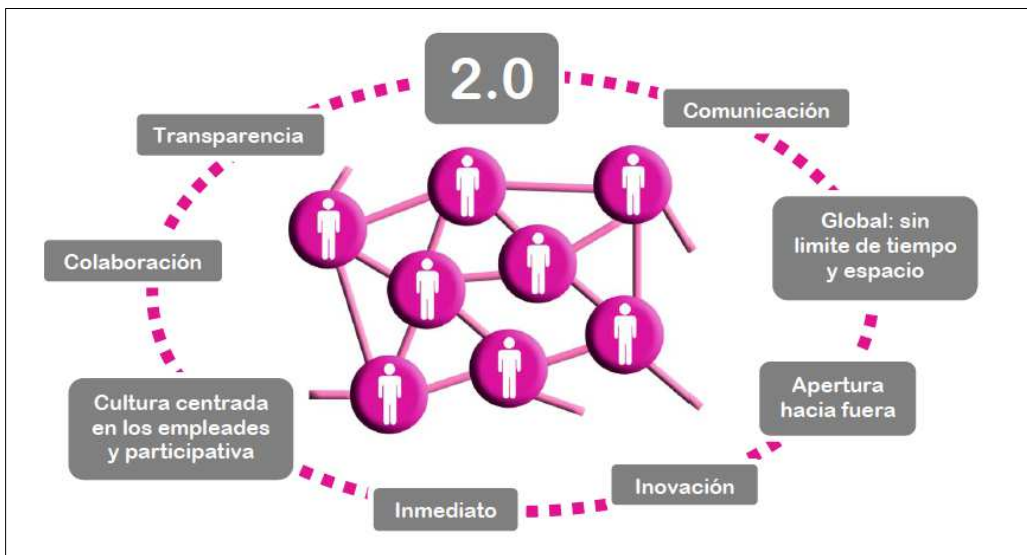 2.0
Comunicación
Global: sin
limite de tiempo
y espacio
Apertura
hacia fuera
Inovación
Inmediato
Cultura centrada
en los empleades
y participativa
Colaboración
Transparencia